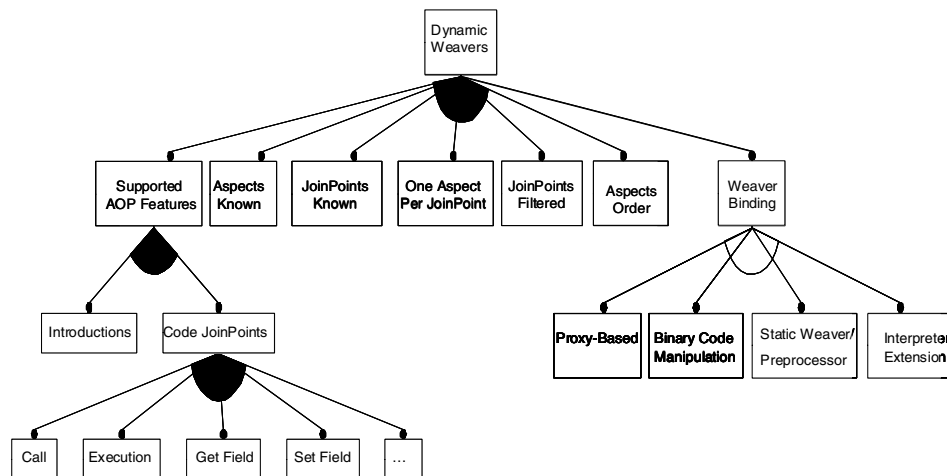 Dynamic
Weavers
Supported
AOP Features
Aspects
Known
JoinPoints
Known
One Aspect
Per JoinPoint
JoinPoints
Filtered
Aspects
Order
Weaver
Binding
Introductions
Code JoinPoints
Proxy-Based
Binary Code
Manipulation
Static Weaver/
Preprocessor
Interpreter
Extension
Call
Execution
Get Field
Set Field
...